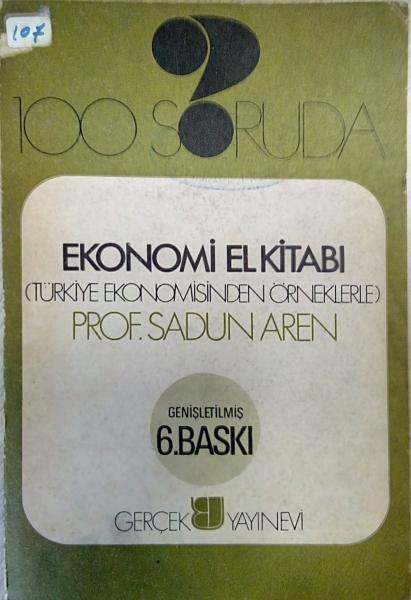 107
100 SORUDA
EKONOMİ EL KİTABI
(TÜRKİYE EKONOMİSİNDEN ÖRNEKLERLE)
PROF. SADUN AREN
GENİŞLETİLMİŞ
6.BASKI
GERÇEK YAYINEVİ